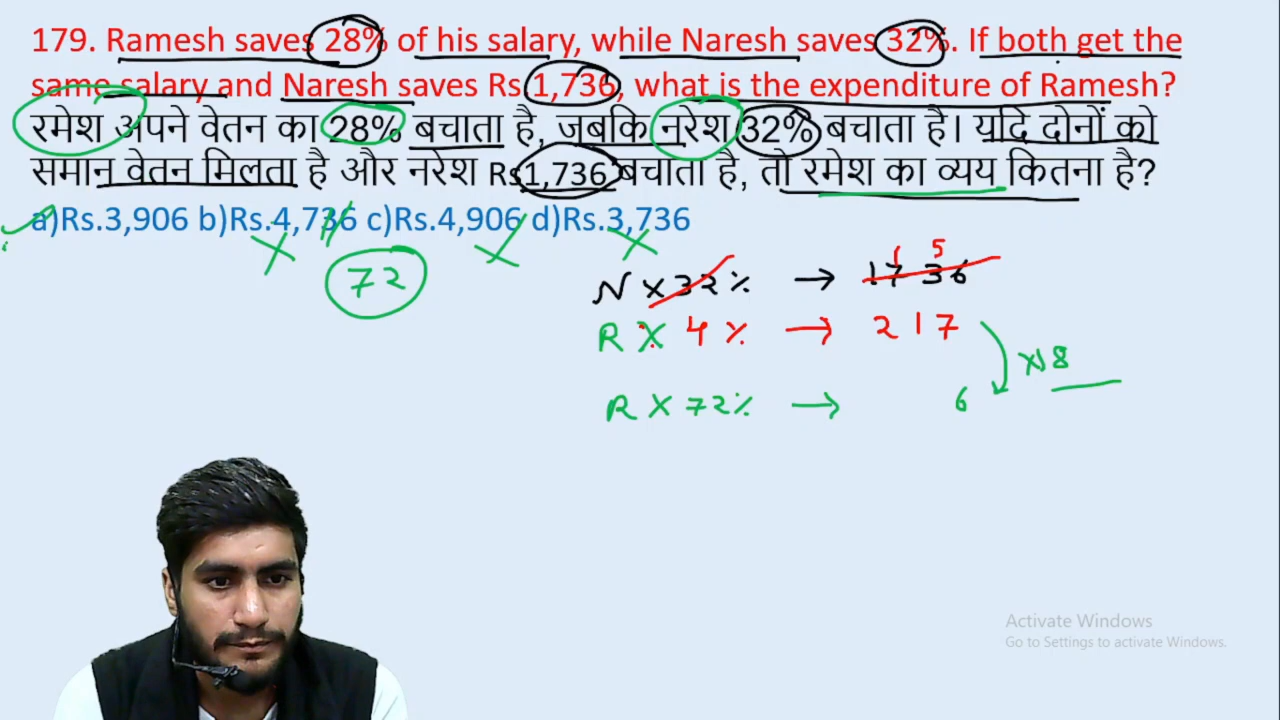 179. Ramesh saves 28% of his salary, while Naresh saves 32%. If both get the
same salary and Naresh saves Rs 1,736, what is the expenditure of Ramesh?
रमेश अपने वेतन का 28% बचाता है, जबकि नरेश 32% बचाता है। यदि दोनों को
समान वेतन मिलता है और नरेश Rs 1,736 बचाता है, तो रमेश का व्यय कितना है?
a)Rs.3,906 b)Rs.4,736 c)Rs.4,906 d)Rs.3,736
72
1 5
N × 32% → 1736
R × 4% → 217
×18
R × 72% → 6
Activate Windows
Go to Settings to activate Windows.